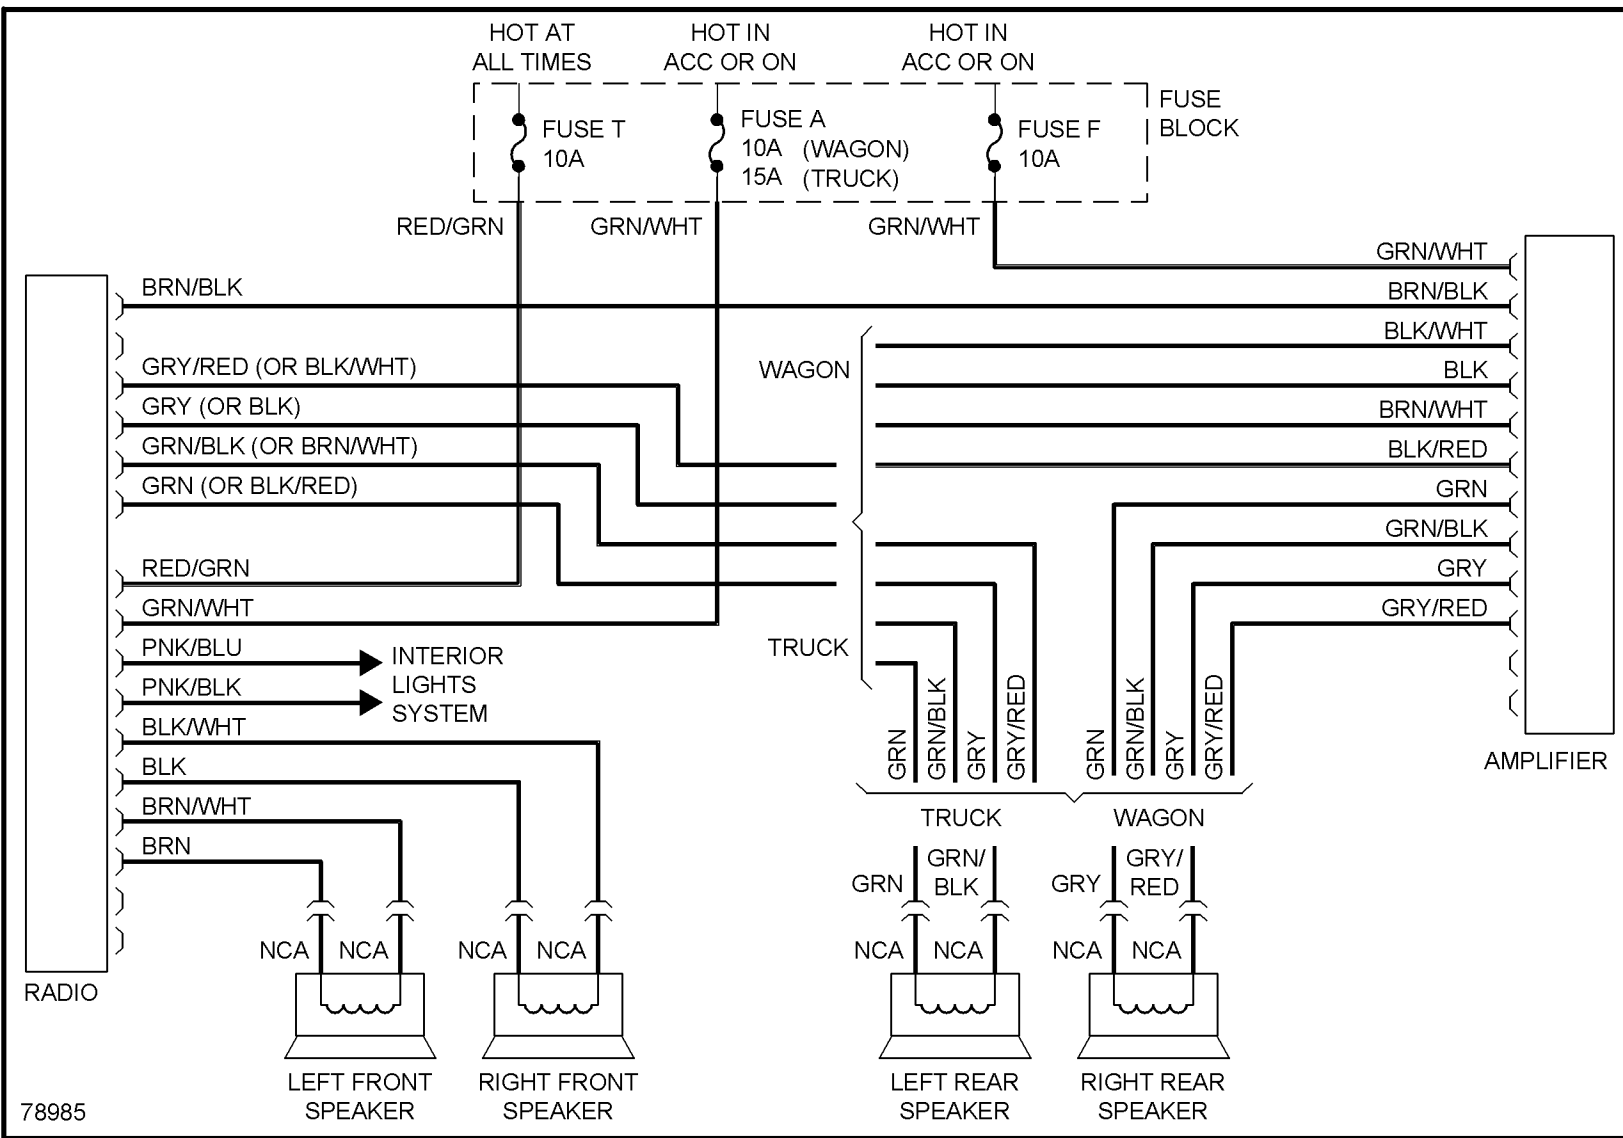 HOT AT
ALL TIMES
HOT IN
ACC OR ON
HOT IN
ACC OR ON
FUSE
BLOCK
FUSE T
10A
FUSE A
10A (WAGON)
15A (TRUCK)
FUSE F
10A
RED/GRN
GRN/WHT
GRN/WHT
BRN/BLK
GRY/RED (OR BLK/WHT)
GRY (OR BLK)
GRN/BLK (OR BRN/WHT)
GRN (OR BLK/RED)
RED/GRN
GRN/WHT
PNK/BLU
PNK/BLK
INTERIOR
LIGHTS
SYSTEM
BLK/WHT
BLK
BRN/WHT
BRN
RADIO
WAGON
TRUCK
GRN/WHT
BRN/BLK
BLK/WHT
BLK
BRN/WHT
BLK/RED
GRN
GRN/BLK
GRY
GRY/RED
AMPLIFIER
GRN
GRN/BLK
GRY
GRY/RED
GRN
GRN/BLK
GRY
GRY/RED
TRUCK
WAGON
GRN
GRN/
BLK
GRY
GRY/
RED
NCA
NCA
NCA
NCA
NCA
NCA
NCA
NCA
LEFT FRONT
SPEAKER
RIGHT FRONT
SPEAKER
LEFT REAR
SPEAKER
RIGHT REAR
SPEAKER
78985